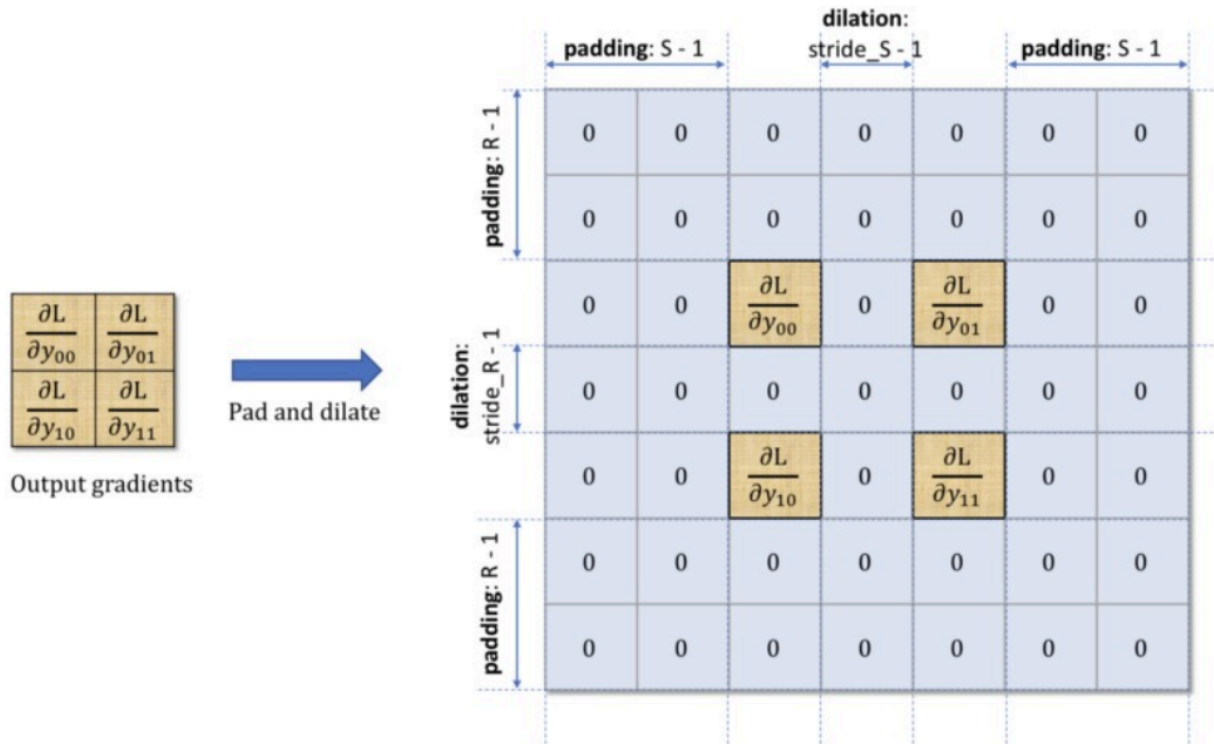 dilation:
padding: S - 1 stride_S - 1 padding: S - 1
padding: R - 1
0 0 0 0 0 0 0
0 0 0 0 0 0 0
0 0 ∂L/∂y₀₀ 0 ∂L/∂y₀₁ 0 0
dilation:
stride_R - 1
0 0 0 0 0 0 0
0 0 ∂L/∂y₁₀ 0 ∂L/∂y₁₁ 0 0
padding: R - 1
0 0 0 0 0 0 0
0 0 0 0 0 0 0
∂L/∂y₀₀ ∂L/∂y₀₁
∂L/∂y₁₀ ∂L/∂y₁₁
Output gradients
Pad and dilate